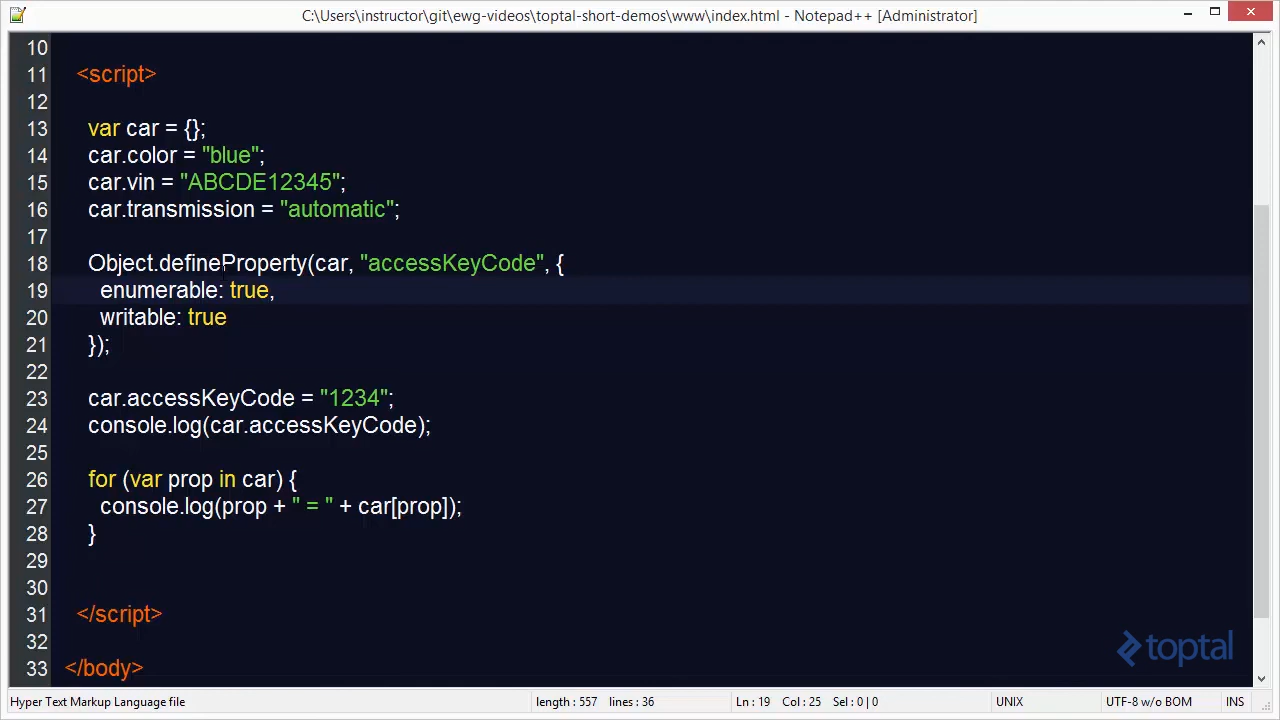 C:\Users\instructor\git\ewg-videos\toptal-short-demos\www\index.html - Notepad++ [Administrator]
10
11 <script>
12
13 var car = {};
14 car.color = "blue";
15 car.vin = "ABCDE12345";
16 car.transmission = "automatic";
17
18 Object.defineProperty(car, "accessKeyCode", {
19 enumerable: true,
20 writable: true
21 });
22
23 car.accessKeyCode = "1234";
24 console.log(car.accessKeyCode);
25
26 for (var prop in car) {
27 console.log(prop + " = " + car[prop]);
28 }
29
30
31 </script>
32
33 </body>
toptal
Hyper Text Markup Language file length : 557 lines : 36 Ln : 19 Col : 25 Sel : 0 | 0 UNIX UTF-8 w/o BOM INS